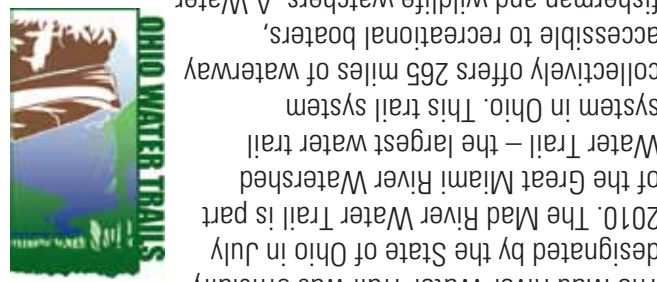 The Mad River Water Trail was officially
designated by the State of Ohio in July
2010. The Mad River Water Trail is part
of the Great Miami River Watershed
Water Trail – the largest water trail
system in Ohio. This trail system
collectively offers 265 miles of waterway
accessible to recreational boaters,
fisherman and wildlife watchers. A Water
OHIO WATER TRAILS